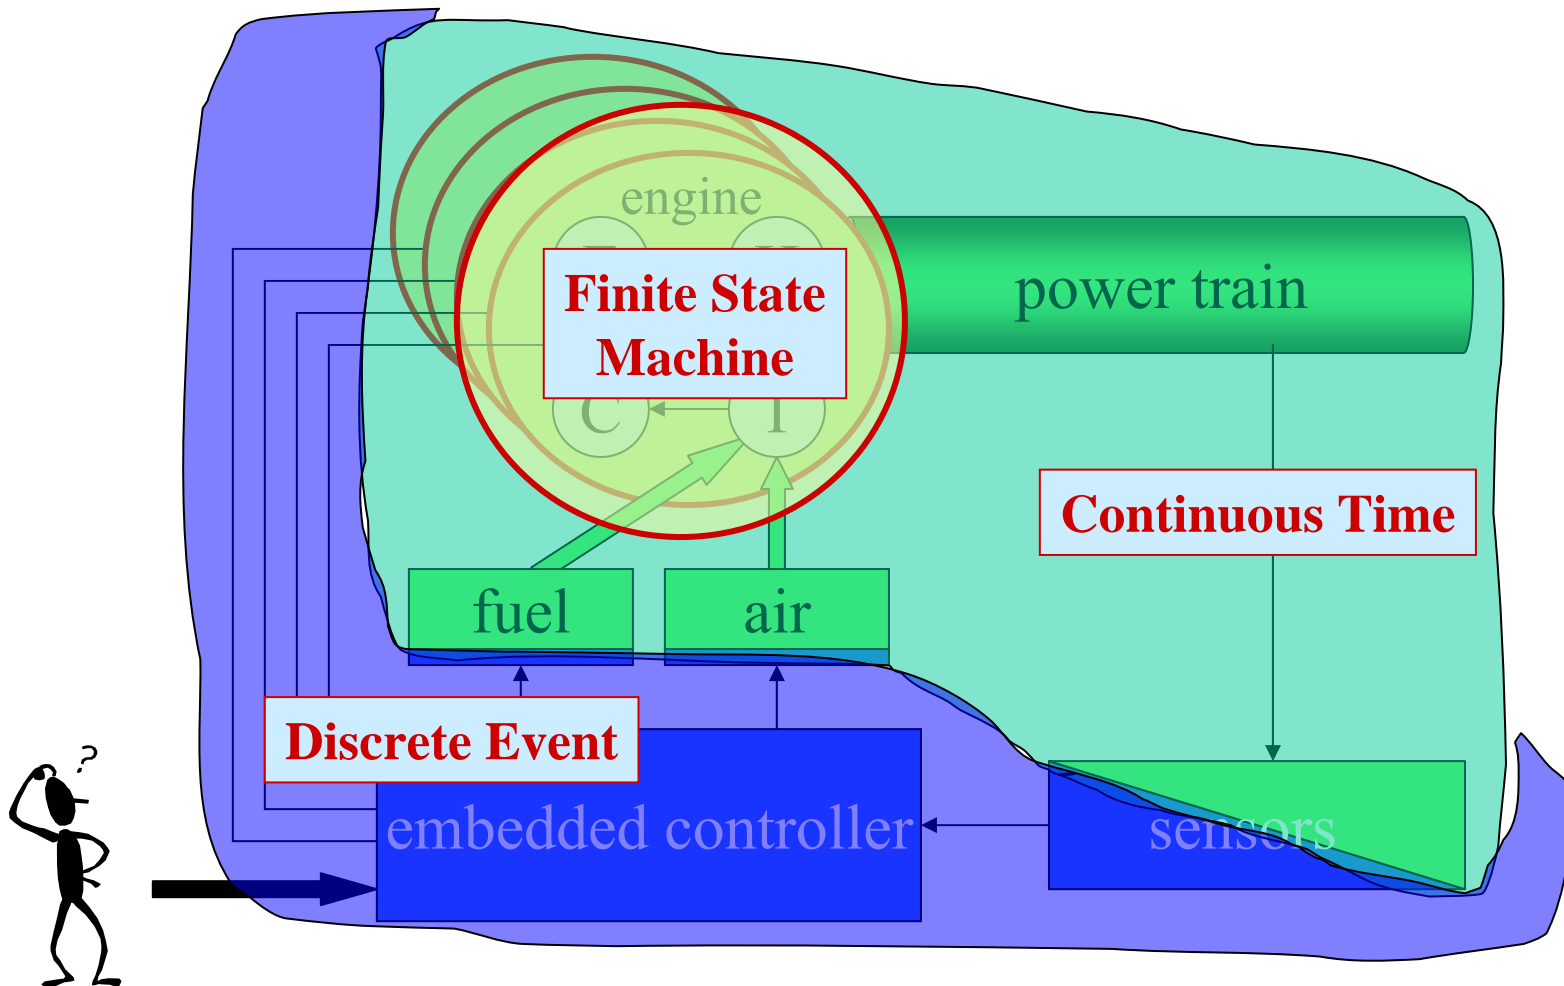 ?
engine
Finite State
Machine
C
I
power train
Continuous Time
fuel
air
Discrete Event
embedded controller
sensors